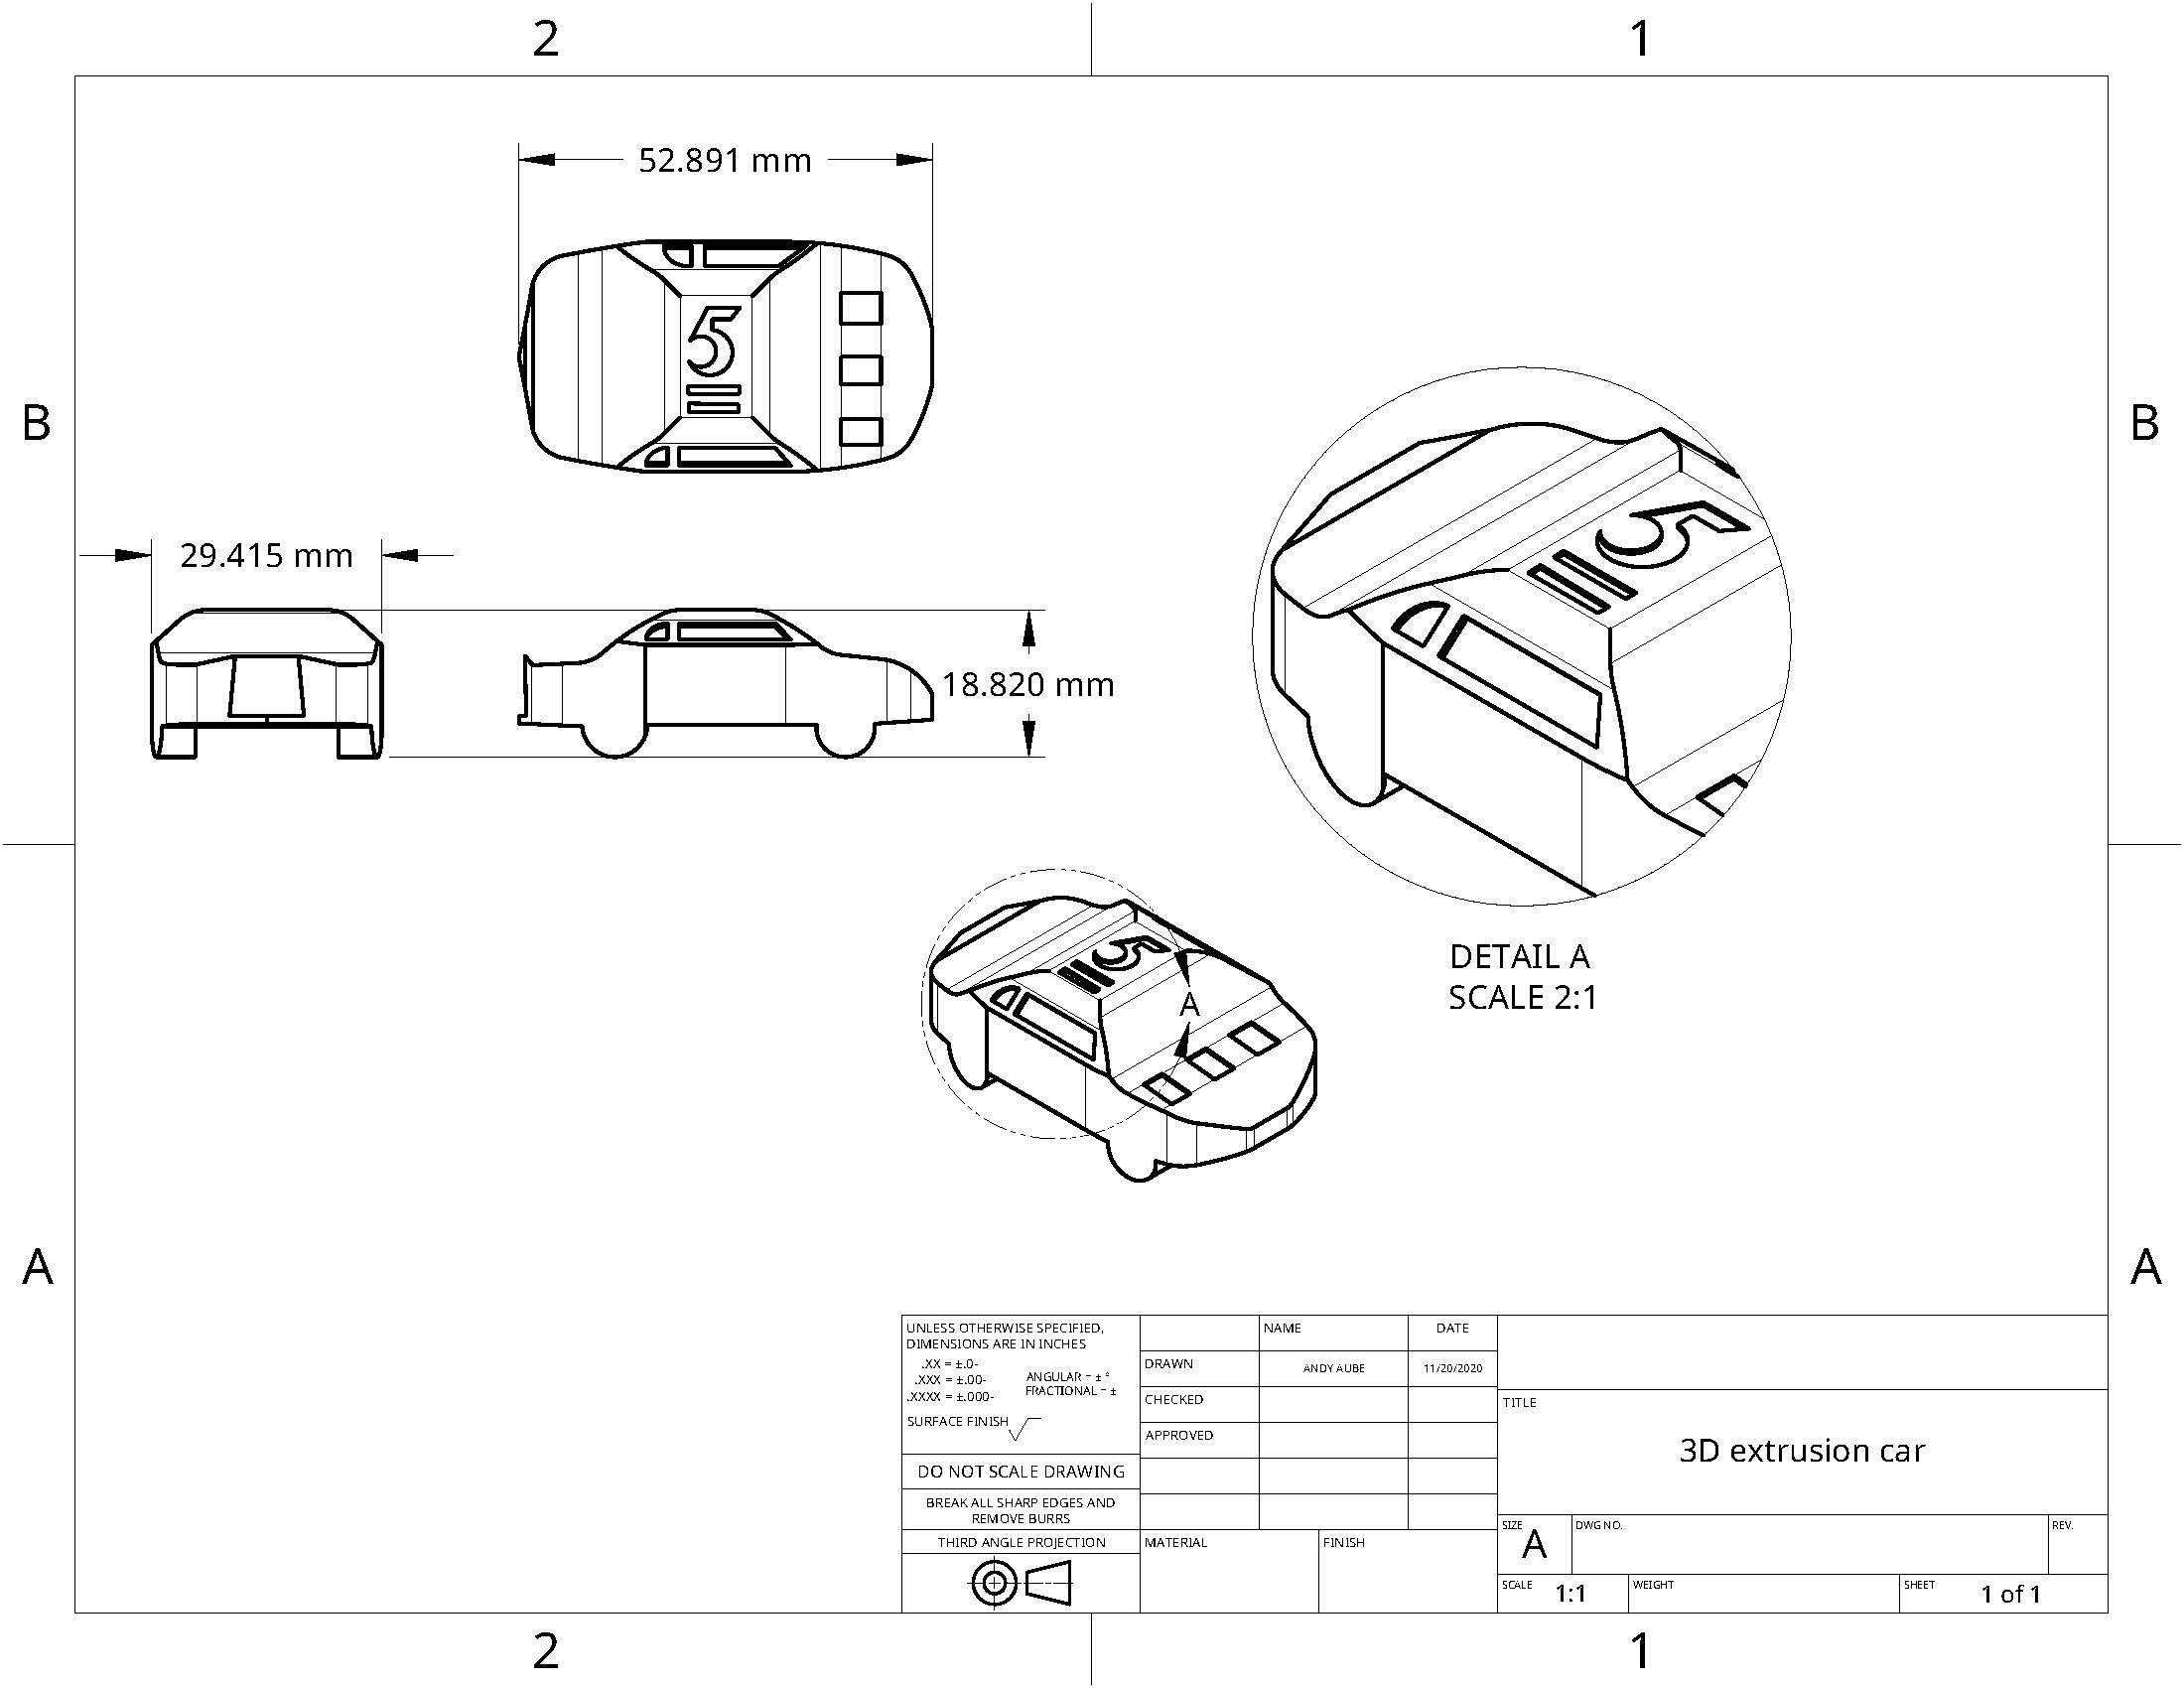 2
1
52.891 mm
5
B
B
29.415 mm
18.820 mm
5
DETAIL A
SCALE 2:1
5
A
A
A
UNLESS OTHERWISE SPECIFIED,
DIMENSIONS ARE IN INCHES
.XX = ±.0-
.XXX = ±.00-
.XXXX = ±.000-
ANGULAR = ± °
FRACTIONAL = ±
SURFACE FINISH
DO NOT SCALE DRAWING
BREAK ALL SHARP EDGES AND
REMOVE BURRS
THIRD ANGLE PROJECTION
NAME
DATE
DRAWN
ANDY AUBE
11/20/2020
CHECKED
APPROVED
MATERIAL
FINISH
TITLE
3D extrusion car
SIZE
A
DWG NO.
REV.
SCALE
1:1
WEIGHT
SHEET
1 of 1
2
1